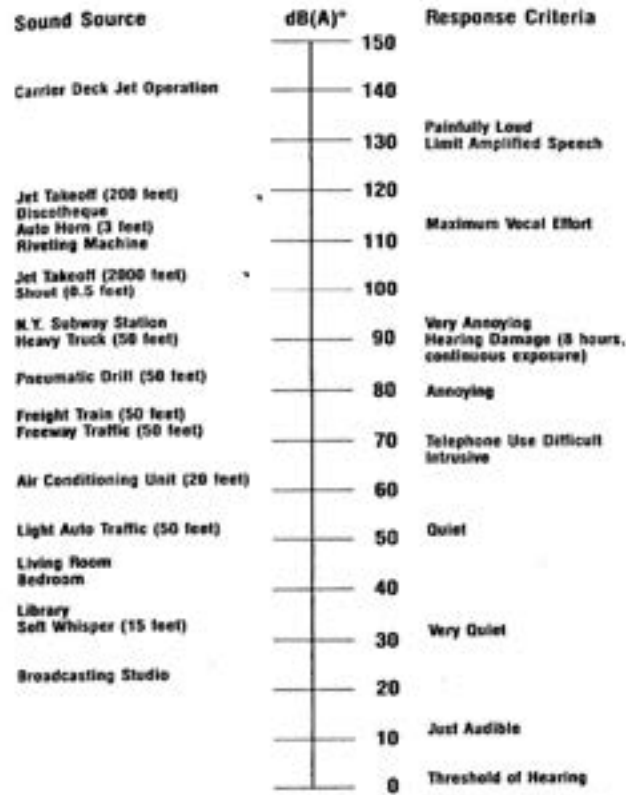 Sound Source dB(A)* Response Criteria
150
Carrier Deck Jet Operation 140
Painfully Loud
130 Limit Amplified Speech
Jet Takeoff (200 feet) 120
Discotheque
Auto Horn (3 feet) Maximum Vocal Effort
Riveting Machine 110
Jet Takeoff (2000 feet)
Shout (0.5 feet) 100
N.Y. Subway Station Very Annoying
Heavy Truck (50 feet) 90 Hearing Damage (8 hours,
continuous exposure)
Pneumatic Drill (50 feet)
80 Annoying
Freight Train (50 feet)
Freeway Traffic (50 feet)
70 Telephone Use Difficult
Intrusive
Air Conditioning Unit (20 feet)
60
Light Auto Traffic (50 feet) 50 Quiet
Living Room
Bedroom 40
Library
Soft Whisper (15 feet) 30 Very Quiet
Broadcasting Studio
20
10 Just Audible
0 Threshold of Hearing